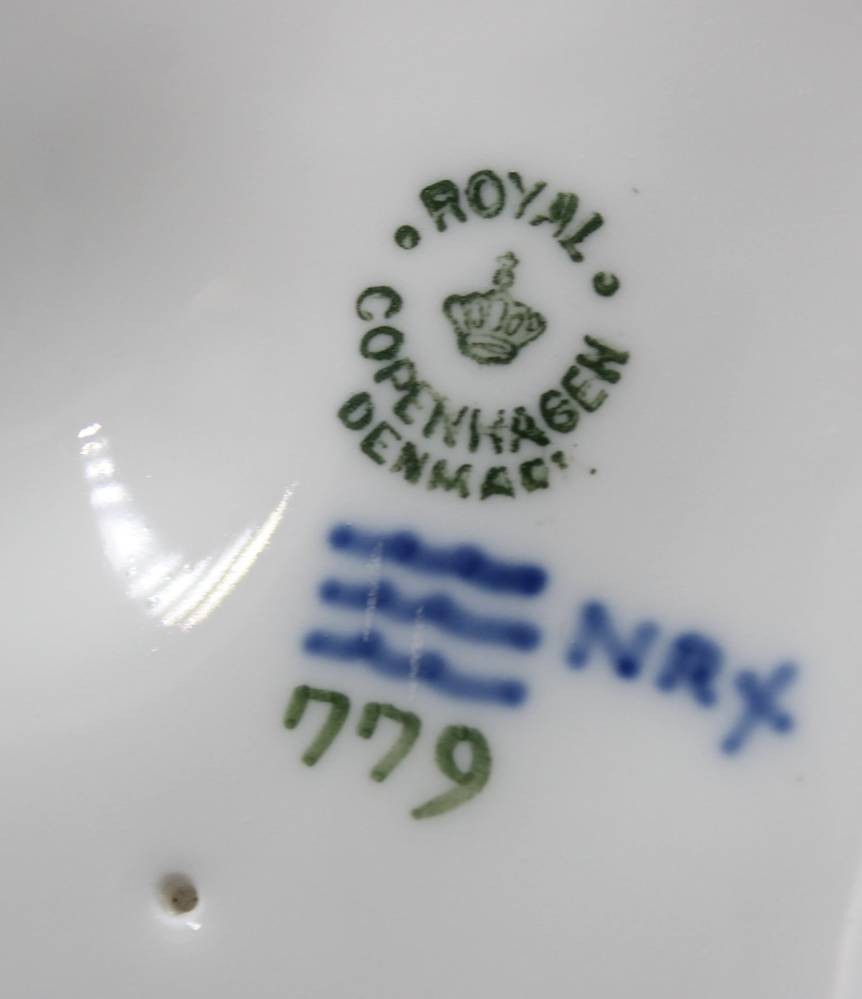 ROYAL
COPENHAGEN
DENMARK
NRX
779